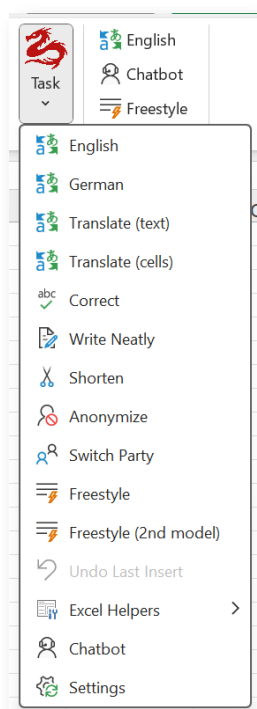 Task
English
Chatbot
Freestyle
English
German
Translate (text)
Translate (cells)
abc
Correct
Write Neatly
Shorten
Anonymize
Switch Party
Freestyle
Freestyle (2nd model)
Undo Last Insert
Excel Helpers
Chatbot
Settings